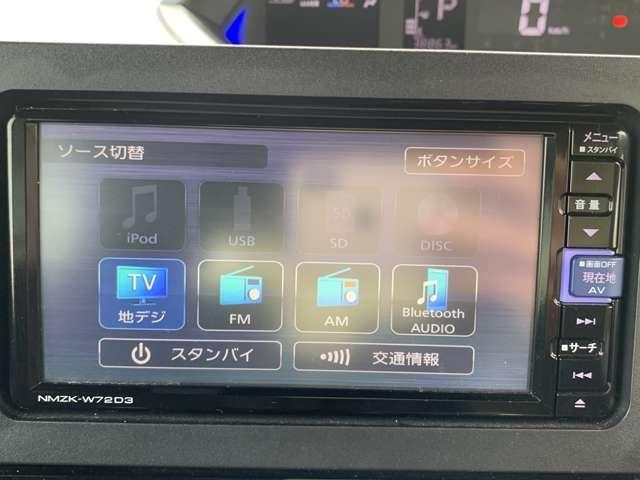 P
0
km/h
ソース切替
ボタンサイズ
iPod
USB
SD
SD
DISC
TV
地デジ
FM
AM
Bluetooth
AUDIO
スタンバイ
交通情報
NMZK-W72D3
メニュー
■スタンバイ
音量
■画面OFF
現在地
AV
■サーチ